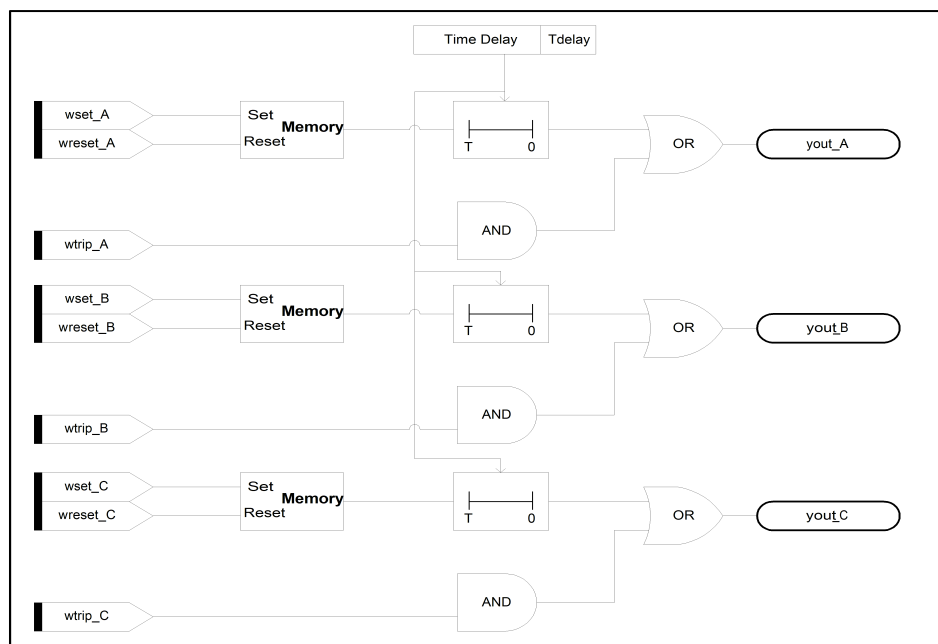 Time Delay Tdelay
wset_A
wreset_A
Set
Memory
Reset
T 0
OR
yout_A
AND
wtrip_A
wset_B
wreset_B
Set
Memory
Reset
T 0
OR
yout_B
AND
wtrip_B
wset_C
wreset_C
Set
Memory
Reset
T 0
OR
yout_C
AND
wtrip_C